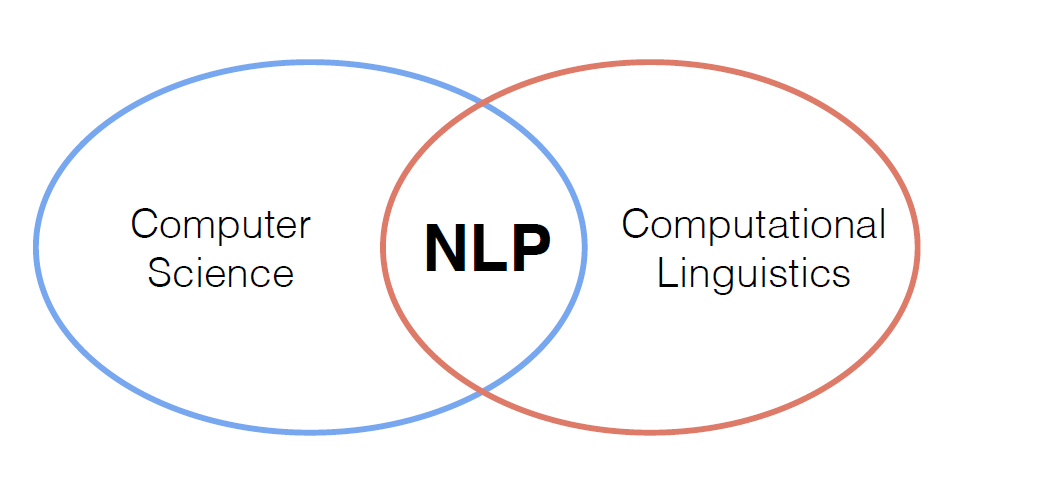 Computer
Science
NLP
Computational
Linguistics